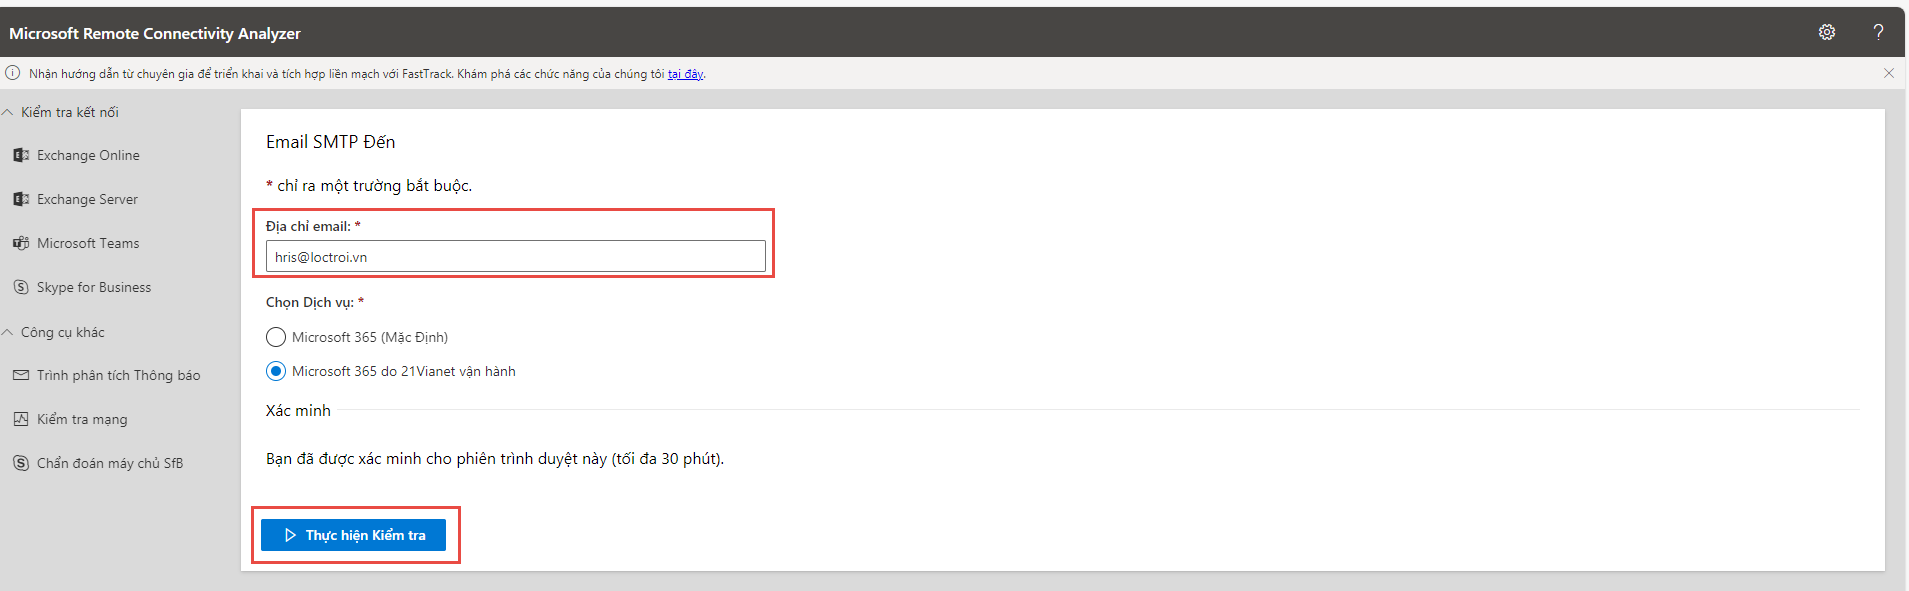 Microsoft Remote Connectivity Analyzer
Nhận hướng dẫn từ chuyên gia để triển khai và tích hợp liền mạch với FastTrack. Khám phá các chức năng của chúng tôi tại đây.
Kiểm tra kết nối
Exchange Online
Exchange Server
Microsoft Teams
Skype for Business
Công cụ khác
Trình phân tích Thông báo
Kiểm tra mạng
Chẩn đoán máy chủ SfB
Email SMTP Đến
* chỉ ra một trường bắt buộc.
Địa chỉ email: *
hris@loctroi.vn
Chọn Dịch vụ: *
Microsoft 365 (Mặc Định)
Microsoft 365 do 21Vianet vận hành
Xác minh
Bạn đã được xác minh cho phiên trình duyệt này (tối đa 30 phút).
Thực hiện Kiểm tra